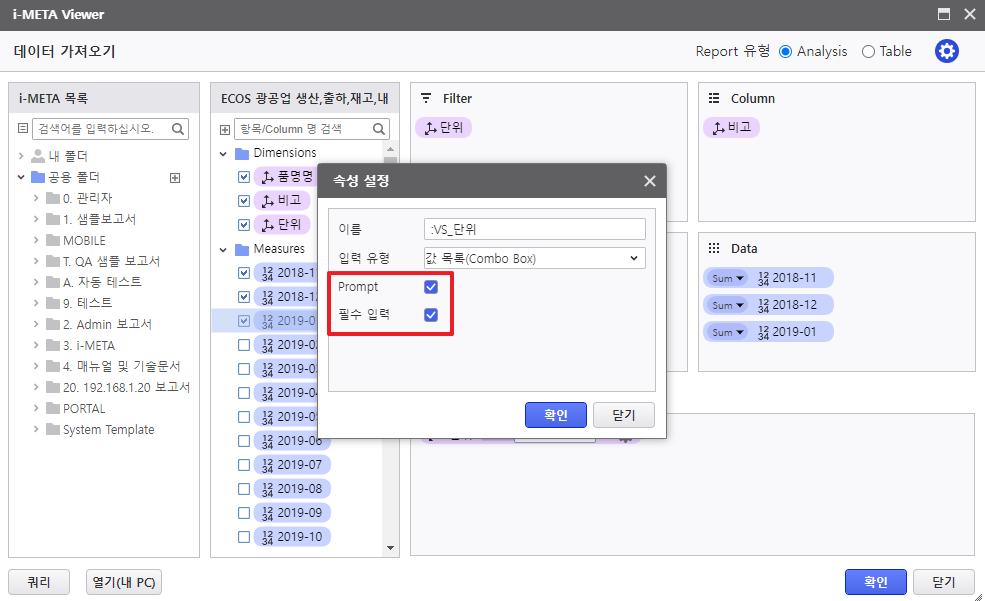 i-META Viewer
데이터 가져오기
Report 유형 Analysis Table
i-META 목록
검색어를 입력하십시오.
내 폴더
공용 폴더
0. 관리자
1. 샘플보고서
MOBILE
T. QA 샘플 보고서
A. 자동 테스트
9. 테스트
2. Admin 보고서
3. i-META
4. 매뉴얼 및 기술문서
20. 192.168.1.20 보고서
PORTAL
System Template
ECOS 광공업 생산,출하,재고,내
항목/Column 명 검색
Dimensions
품명명
비고
단위
Measures
2018-1
2018-1
2019-0
2019-0
2019-0
2019-04
2019-0
2019-06
2019-07
2019-08
2019-09
2019-10
Filter
단위
Column
비고
Data
Sum 2018-11
Sum 2018-12
Sum 2019-01
속성 설정
이름 :VS_단위
입력 유형 값 목록(Combo Box)
Prompt
필수 입력
확인 닫기
쿼리 열기(내 PC) 확인 닫기